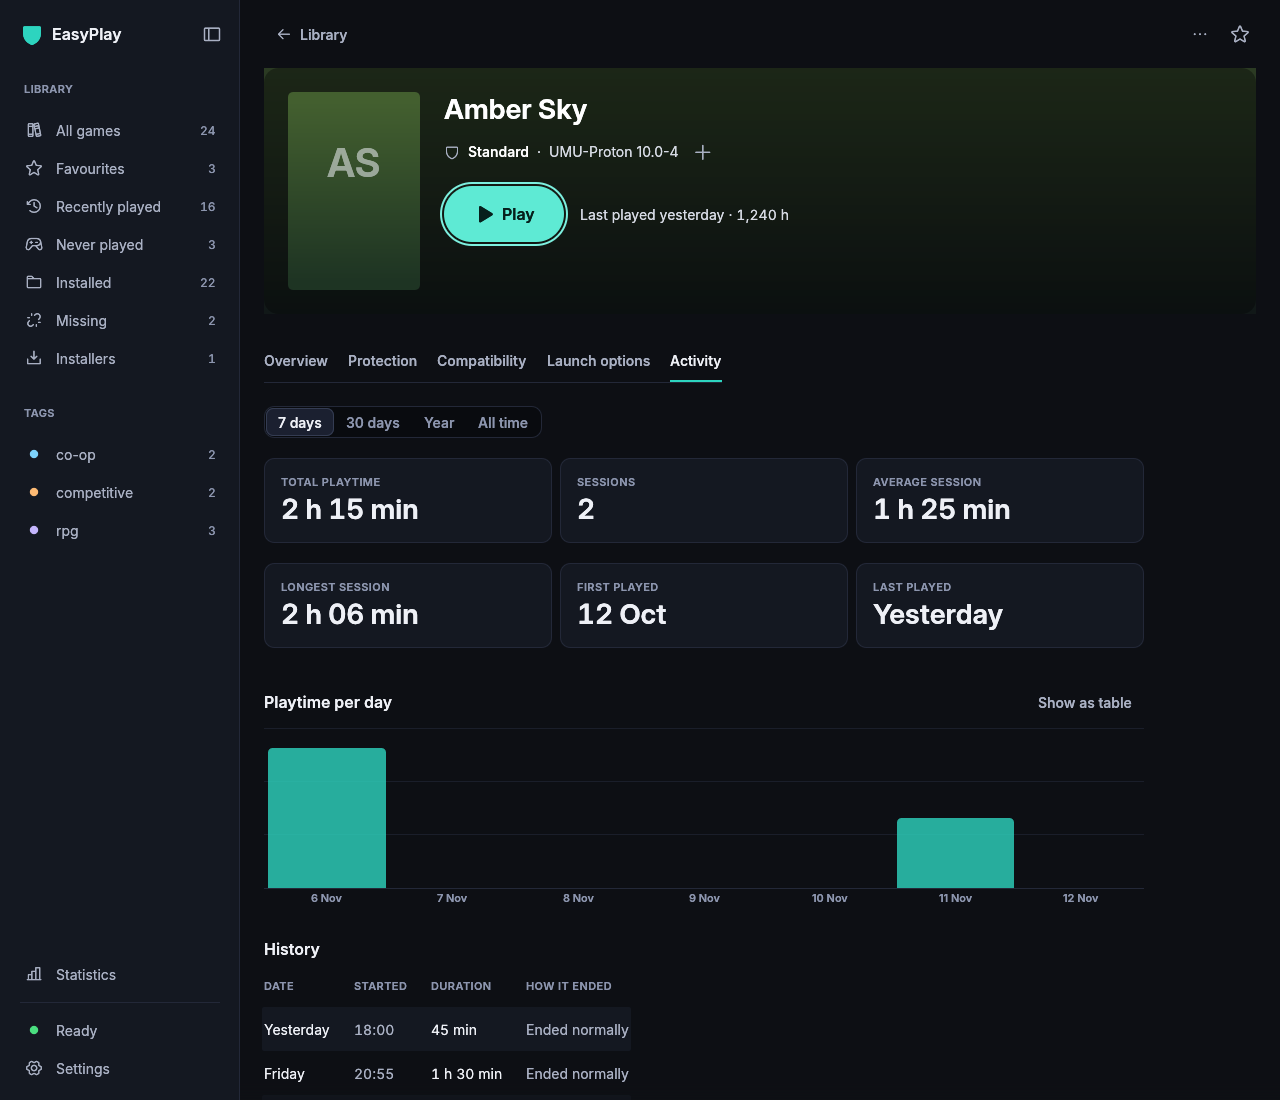 EasyPlay
LIBRARY
All games 24
Favourites 3
Recently played 16
Never played 3
Installed 22
Missing 2
Installers 1
TAGS
co-op 2
competitive 2
rpg 3
Statistics
Ready
Settings
Library
AS
Amber Sky
Standard · UMU-Proton 10.0-4
Play
Last played yesterday · 1,240 h
Overview Protection Compatibility Launch options Activity
7 days 30 days Year All time
TOTAL PLAYTIME
2 h 15 min
SESSIONS
2
AVERAGE SESSION
1 h 25 min
LONGEST SESSION
2 h 06 min
FIRST PLAYED
12 Oct
LAST PLAYED
Yesterday
Playtime per day
Show as table
6 Nov 7 Nov 8 Nov 9 Nov 10 Nov 11 Nov 12 Nov
History
DATE STARTED DURATION HOW IT ENDED
Yesterday 18:00 45 min Ended normally
Friday 20:55 1 h 30 min Ended normally